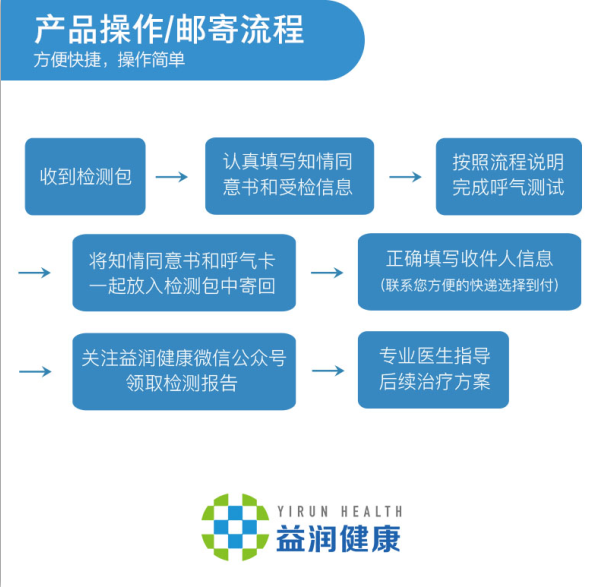 产品操作/邮寄流程
方便快捷，操作简单
收到检测包
认真填写知情同
意书和受检信息
按照流程说明
完成呼气测试
将知情同意书和呼气卡
一起放入检测包中寄回
正确填写收件人信息
(联系您方便的快递选择到付)
关注益润健康微信公众号
领取检测报告
专业医生指导
后续治疗方案
YIRUN HEALTH
益润健康